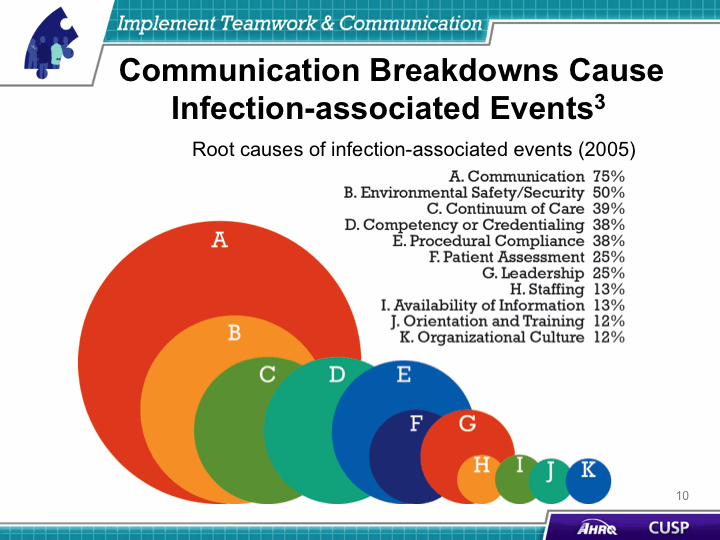 Implement Teamwork & Communication
Communication Breakdowns Cause
Infection-associated Events3
Root causes of infection-associated events (2005)
A. Communication 75%
B. Environmental Safety/Security 50%
C. Continuum of Care 39%
D. Competency or Credentialing 38%
E. Procedural Compliance 38%
F. Patient Assessment 25%
G. Leadership 25%
H. Staffing 13%
I. Availability of Information 13%
J. Orientation and Training 12%
K. Organizational Culture 12%
A
B
C
D
E
F
G
H
I
J
K
10
AHRQ
CUSP